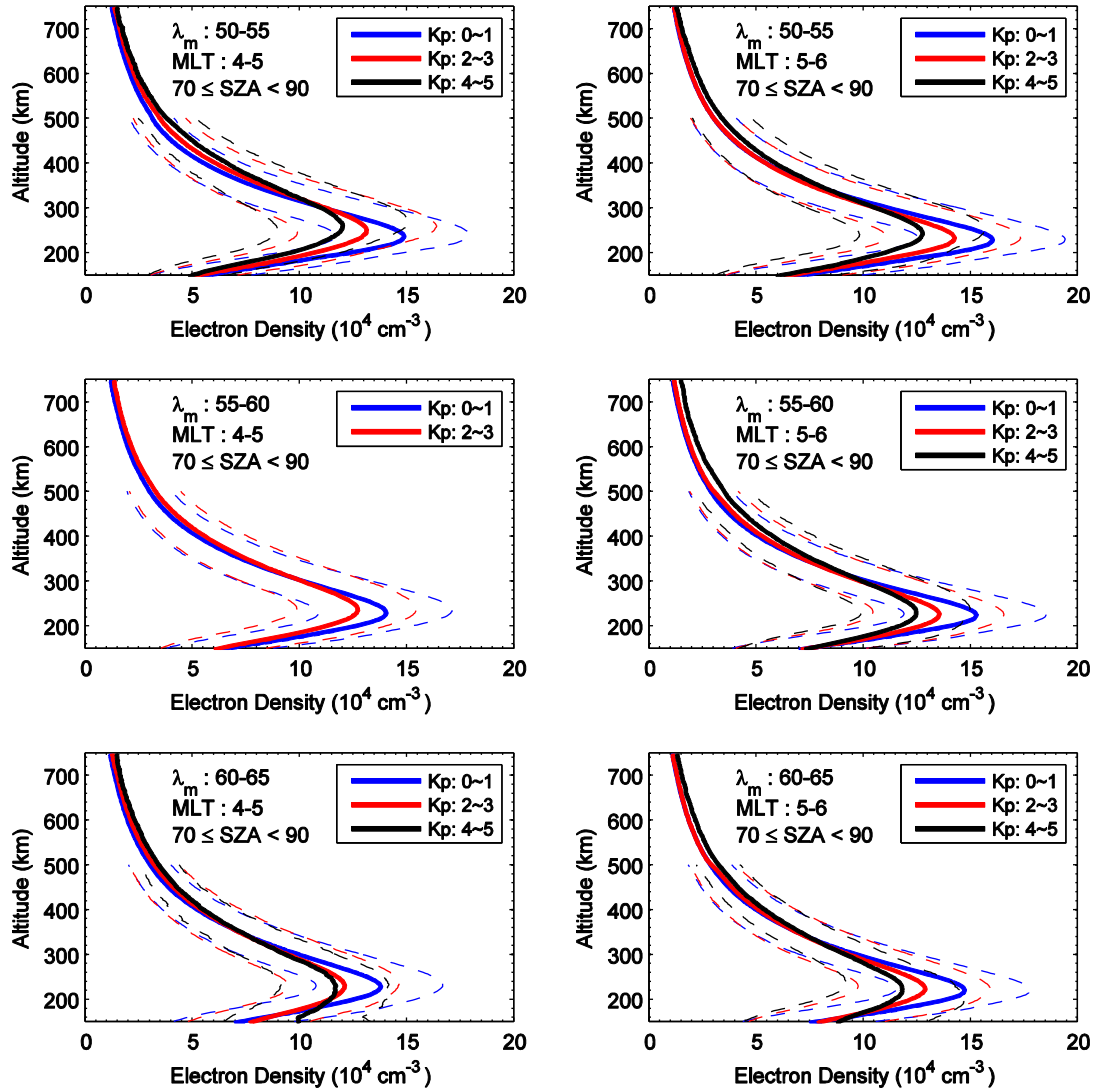 700
600
500
400
300
200
Altitude (km)
λm : 50-55
MLT : 4-5
70 ≤ SZA < 90
Kp: 0~1
Kp: 2~3
Kp: 4~5
0 5 10 15 20
Electron Density (10^4 cm^-3)
700
600
500
400
300
200
Altitude (km)
λm : 50-55
MLT : 5-6
70 ≤ SZA < 90
Kp: 0~1
Kp: 2~3
Kp: 4~5
0 5 10 15 20
Electron Density (10^4 cm^-3)
700
600
500
400
300
200
Altitude (km)
λm : 55-60
MLT : 4-5
70 ≤ SZA < 90
Kp: 0~1
Kp: 2~3
0 5 10 15 20
Electron Density (10^4 cm^-3)
700
600
500
400
300
200
Altitude (km)
λm : 55-60
MLT : 5-6
70 ≤ SZA < 90
Kp: 0~1
Kp: 2~3
Kp: 4~5
0 5 10 15 20
Electron Density (10^4 cm^-3)
700
600
500
400
300
200
Altitude (km)
λm : 60-65
MLT : 4-5
70 ≤ SZA < 90
Kp: 0~1
Kp: 2~3
Kp: 4~5
0 5 10 15 20
Electron Density (10^4 cm^-3)
700
600
500
400
300
200
Altitude (km)
λm : 60-65
MLT : 5-6
70 ≤ SZA < 90
Kp: 0~1
Kp: 2~3
Kp: 4~5
0 5 10 15 20
Electron Density (10^4 cm^-3)